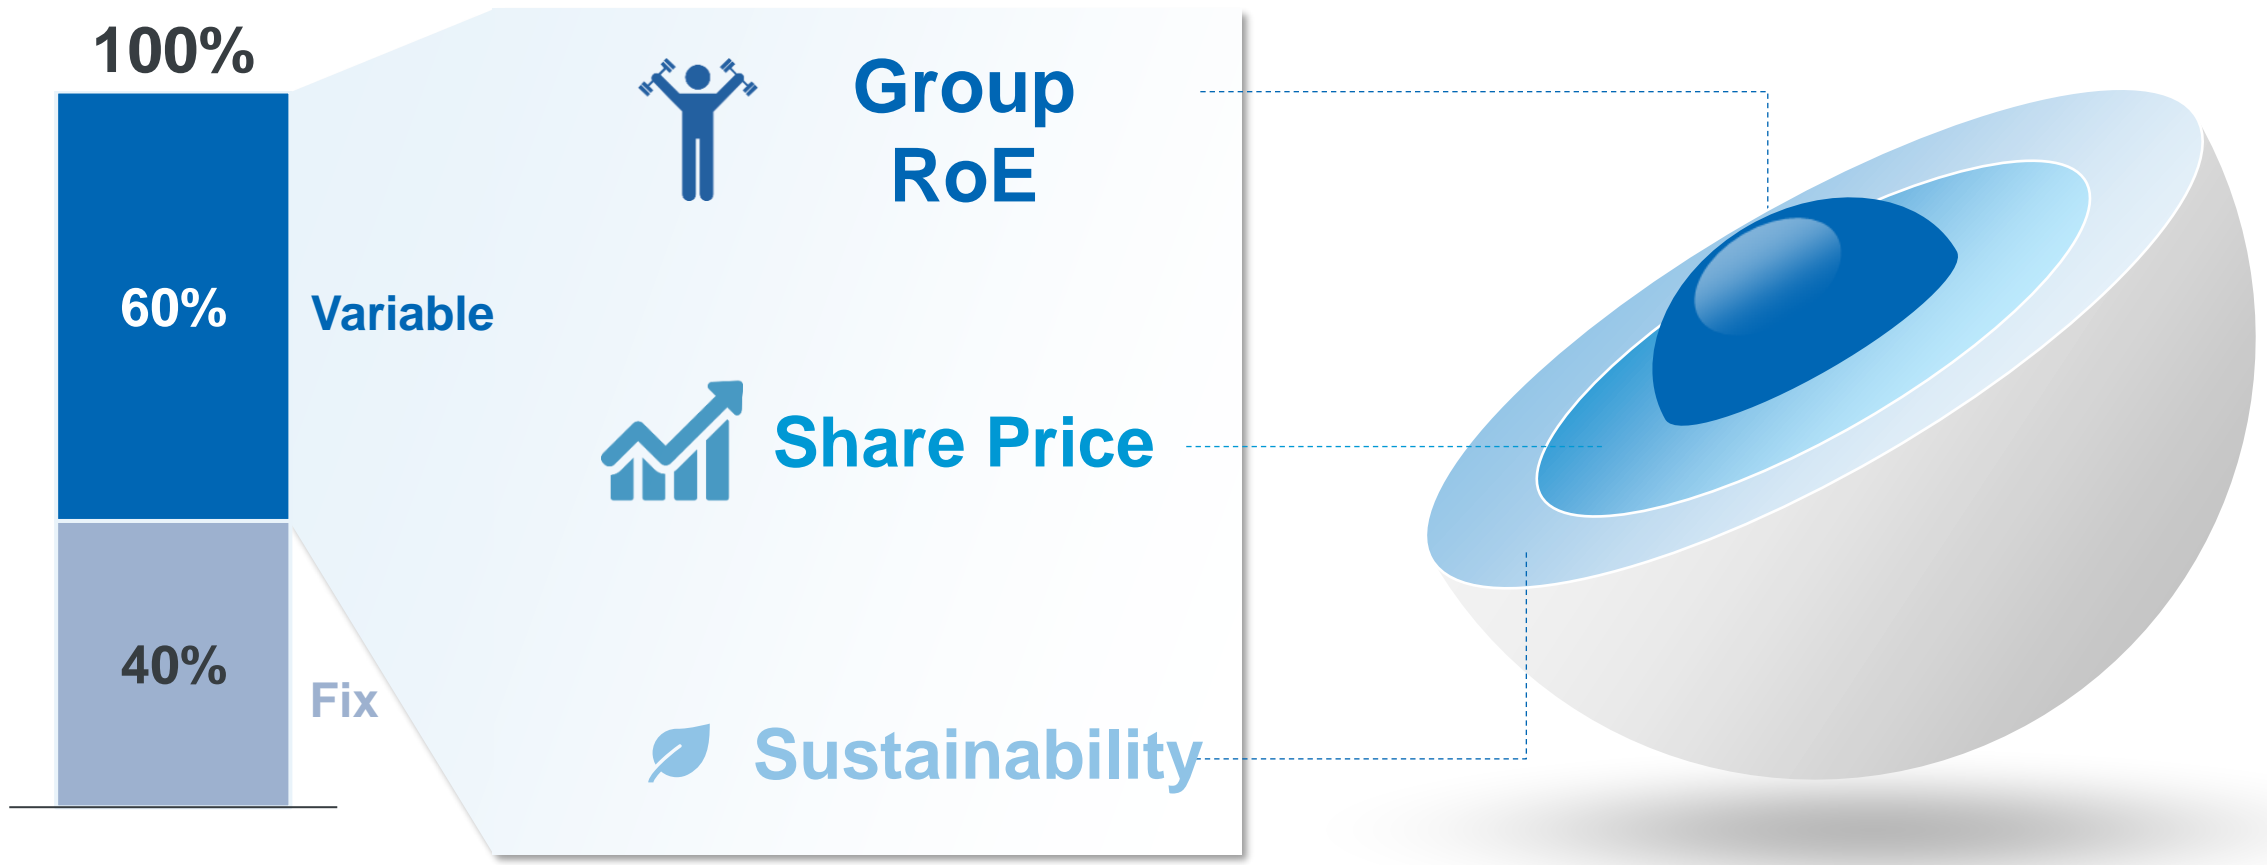 100%
60%
Variable
40%
Fix
Group
RoE
Share Price
Sustainability